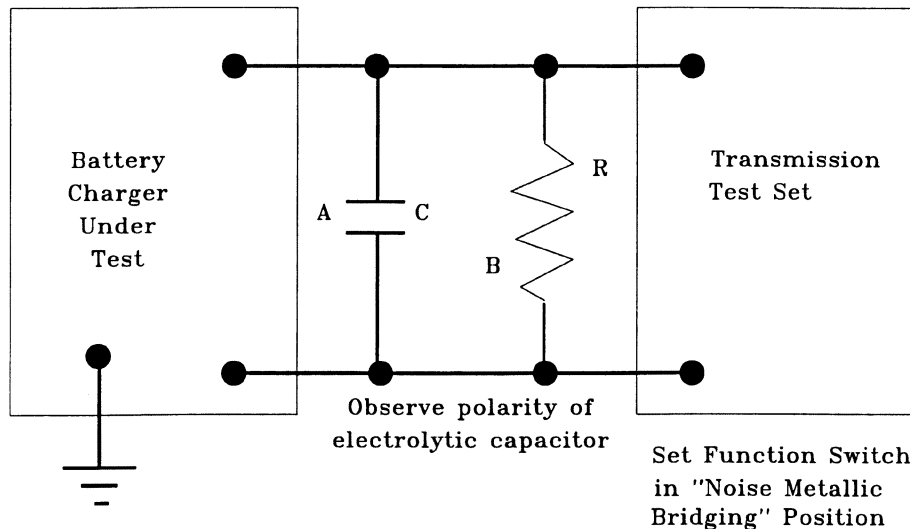 Battery
Charger
Under
Test
A
C
R
B
Transmission
Test Set
Observe polarity of
electrolytic capacitor
Set Function Switch
in "Noise Metallic
Bridging" Position